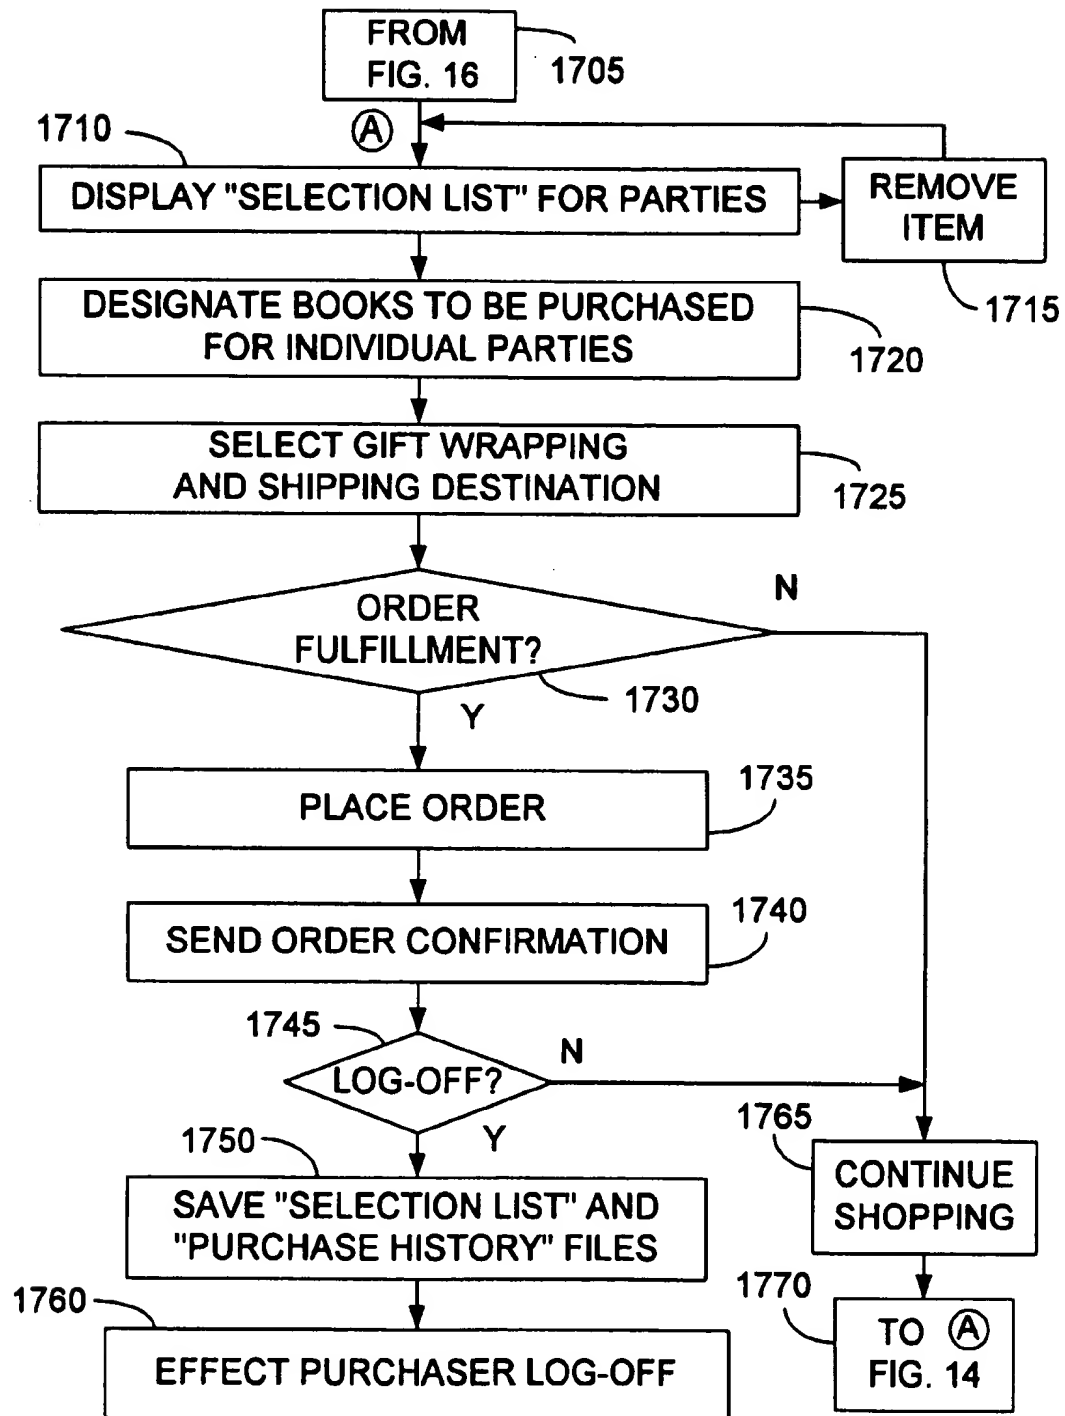 FROM
FIG. 16
1705
A
1710
DISPLAY "SELECTION LIST" FOR PARTIES
REMOVE
ITEM
1715
DESIGNATE BOOKS TO BE PURCHASED
FOR INDIVIDUAL PARTIES
1720
SELECT GIFT WRAPPING
AND SHIPPING DESTINATION
1725
ORDER
FULFILLMENT?
N
1730
Y
PLACE ORDER
1735
SEND ORDER CONFIRMATION
1740
1745
LOG-OFF?
N
Y
1750
SAVE "SELECTION LIST" AND
"PURCHASE HISTORY" FILES
1765
CONTINUE
SHOPPING
1760
EFFECT PURCHASER LOG-OFF
1770
TO A
FIG. 14